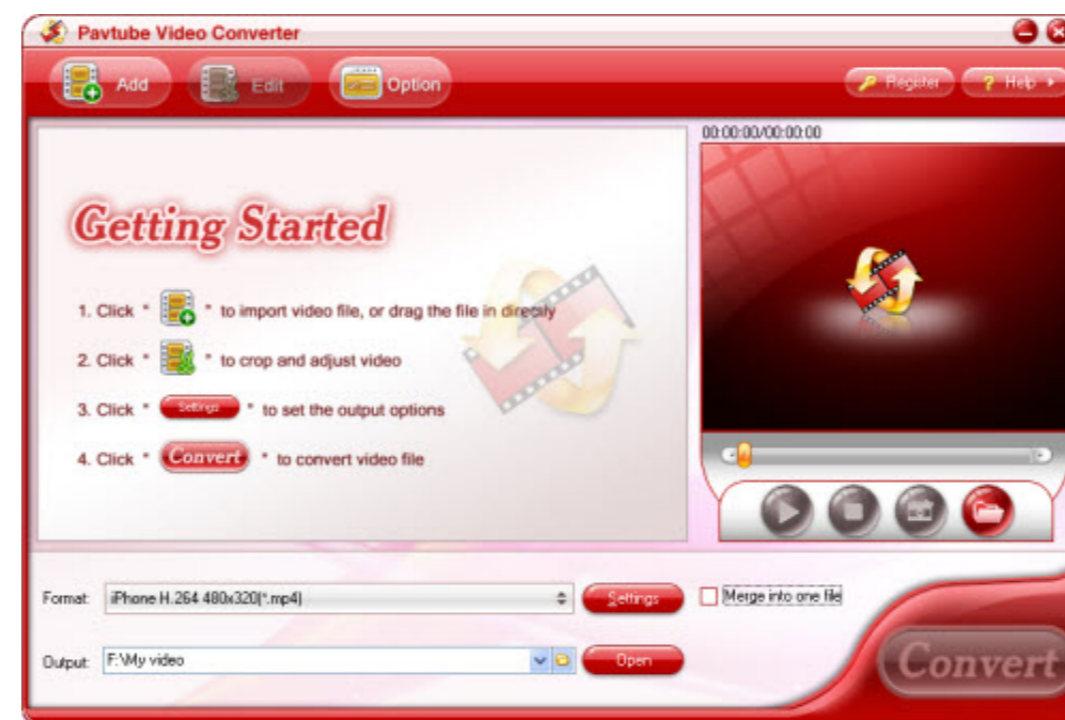 Pavtube Video Converter
Add Edit Option Register ? Help
00:00:00/00:00:00
Getting Started
1. Click " " to import video file, or drag the file in directly
2. Click " " to crop and adjust video
3. Click " Settings " to set the output options
4. Click " Convert " to convert video file
Format: iPhone H.264 480x320(*.mp4) Settings Merge into one file
Output: F:\My video Open
Convert